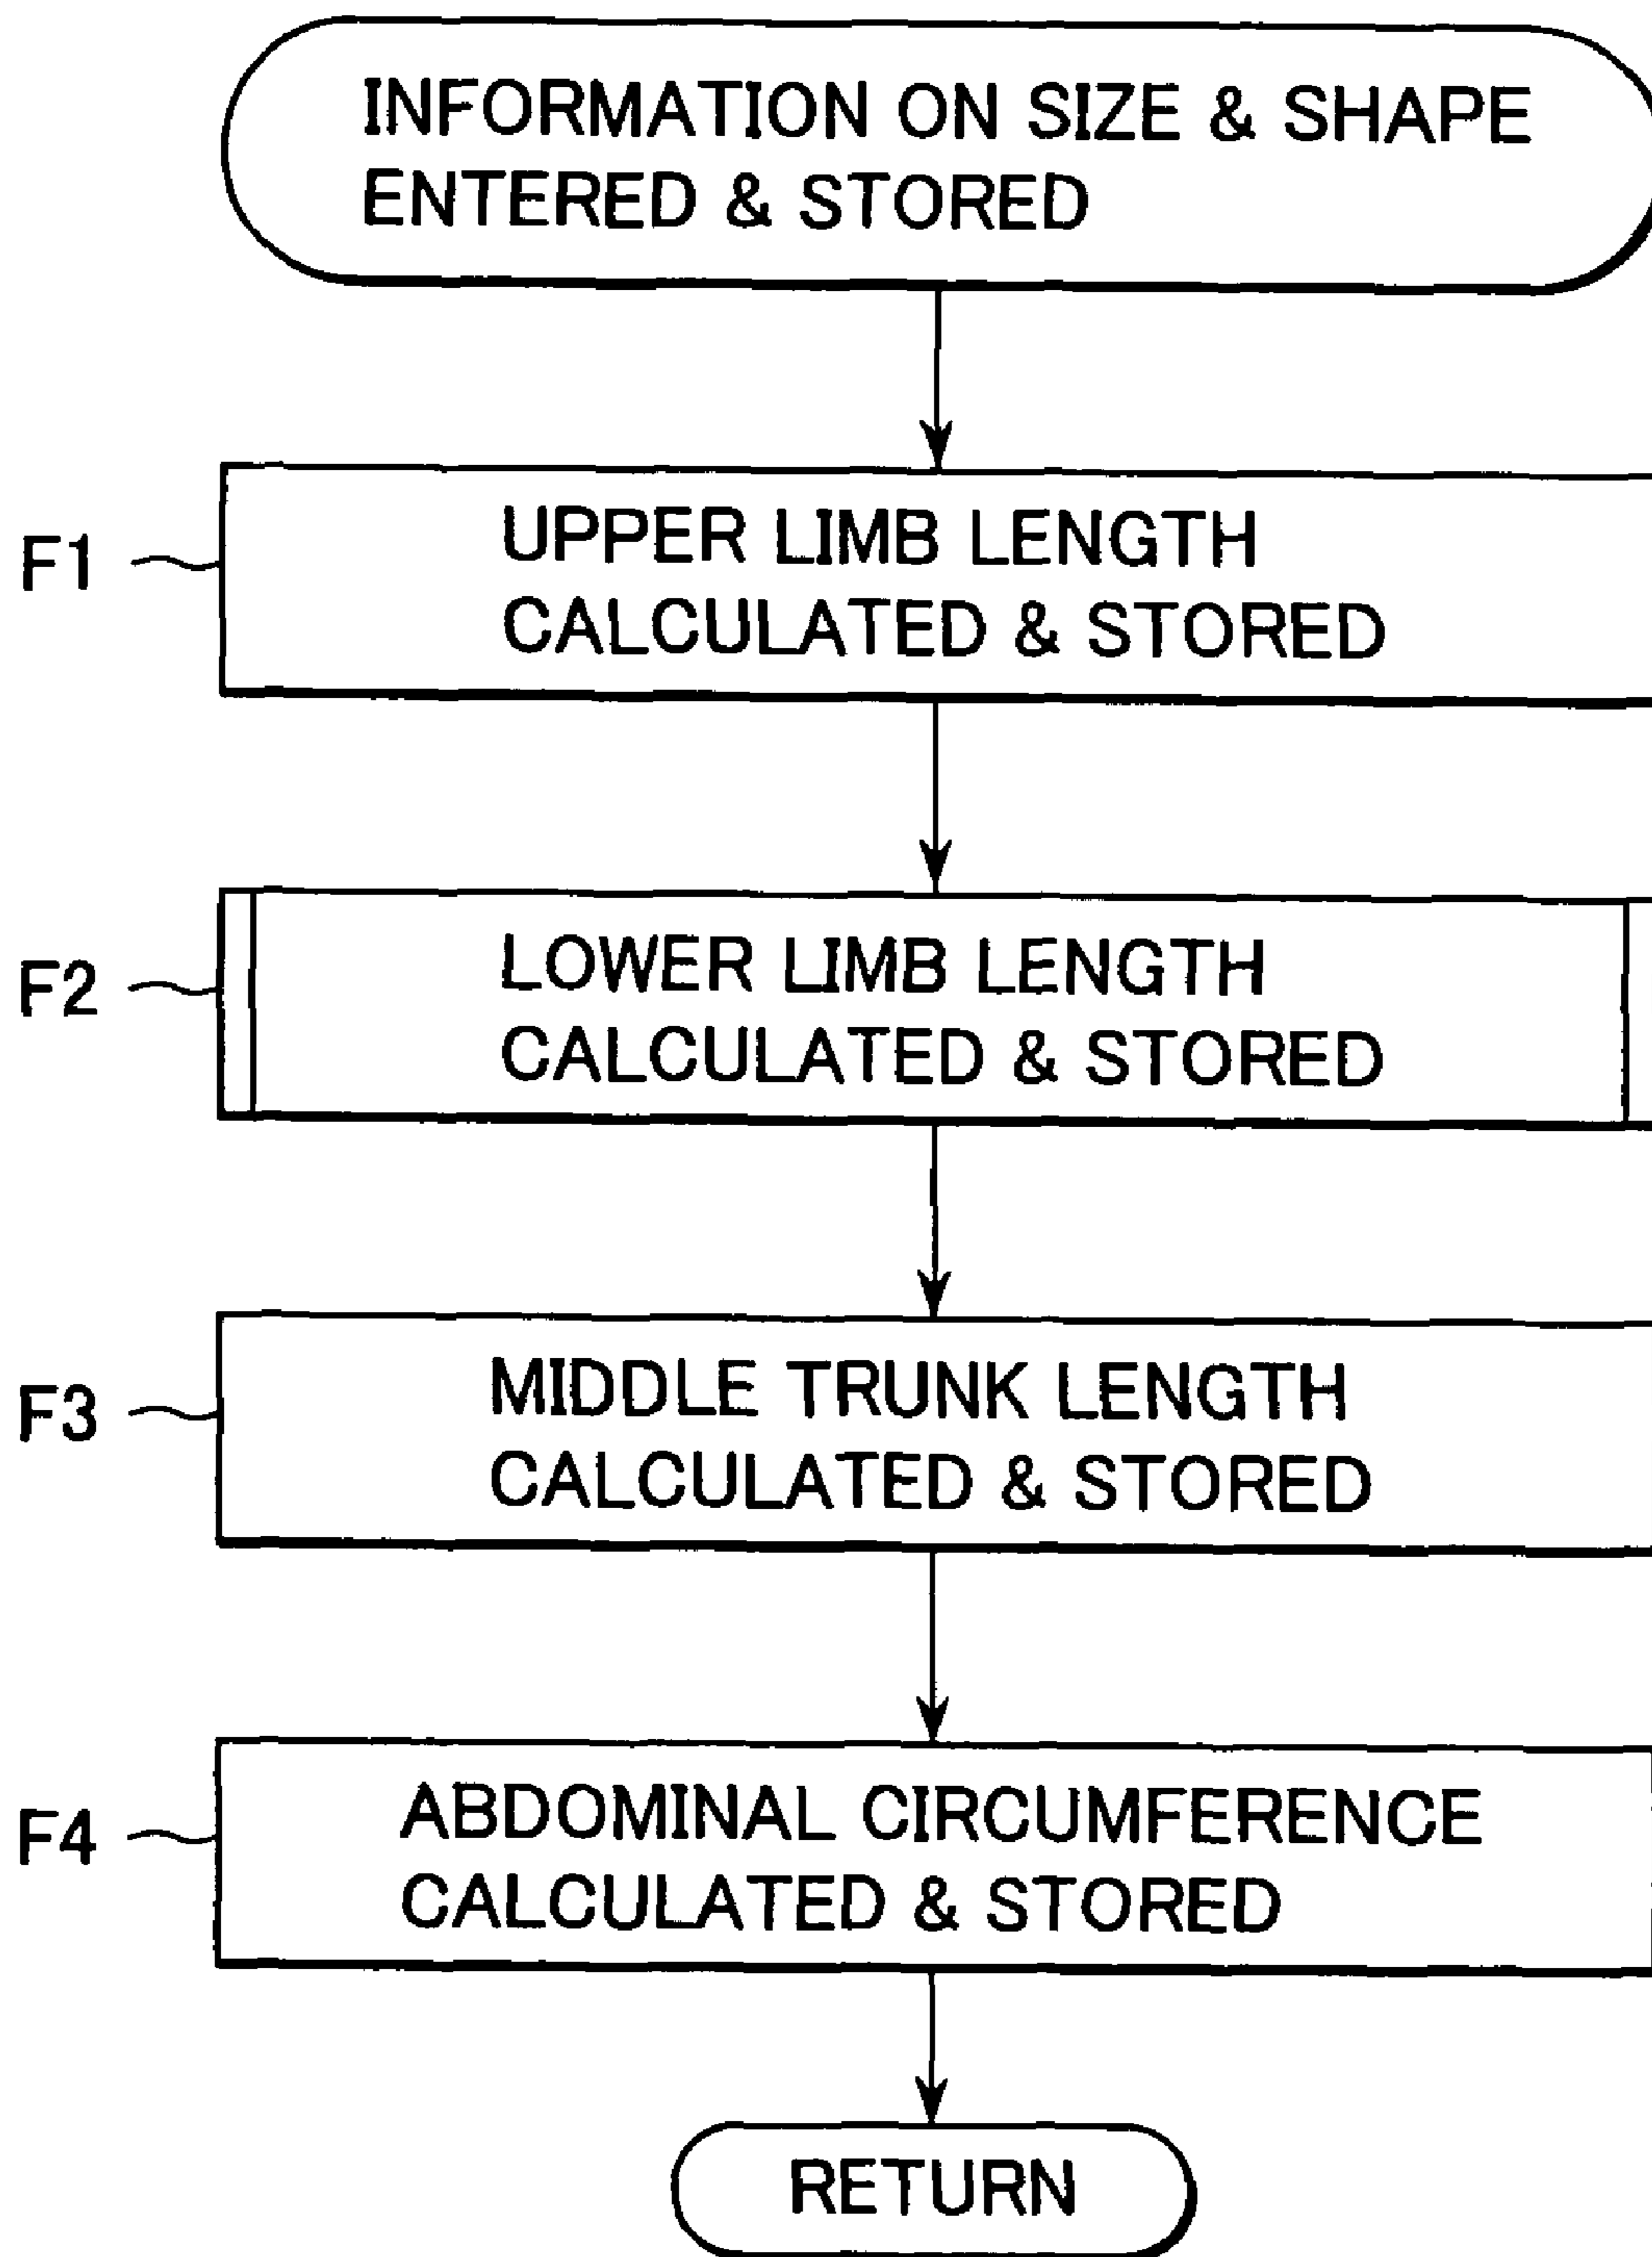 INFORMATION ON SIZE & SHAPE
ENTERED & STORED
F1
UPPER LIMB LENGTH
CALCULATED & STORED
F2
LOWER LIMB LENGTH
CALCULATED & STORED
F3
MIDDLE TRUNK LENGTH
CALCULATED & STORED
F4
ABDOMINAL CIRCUMFERENCE
CALCULATED & STORED
RETURN